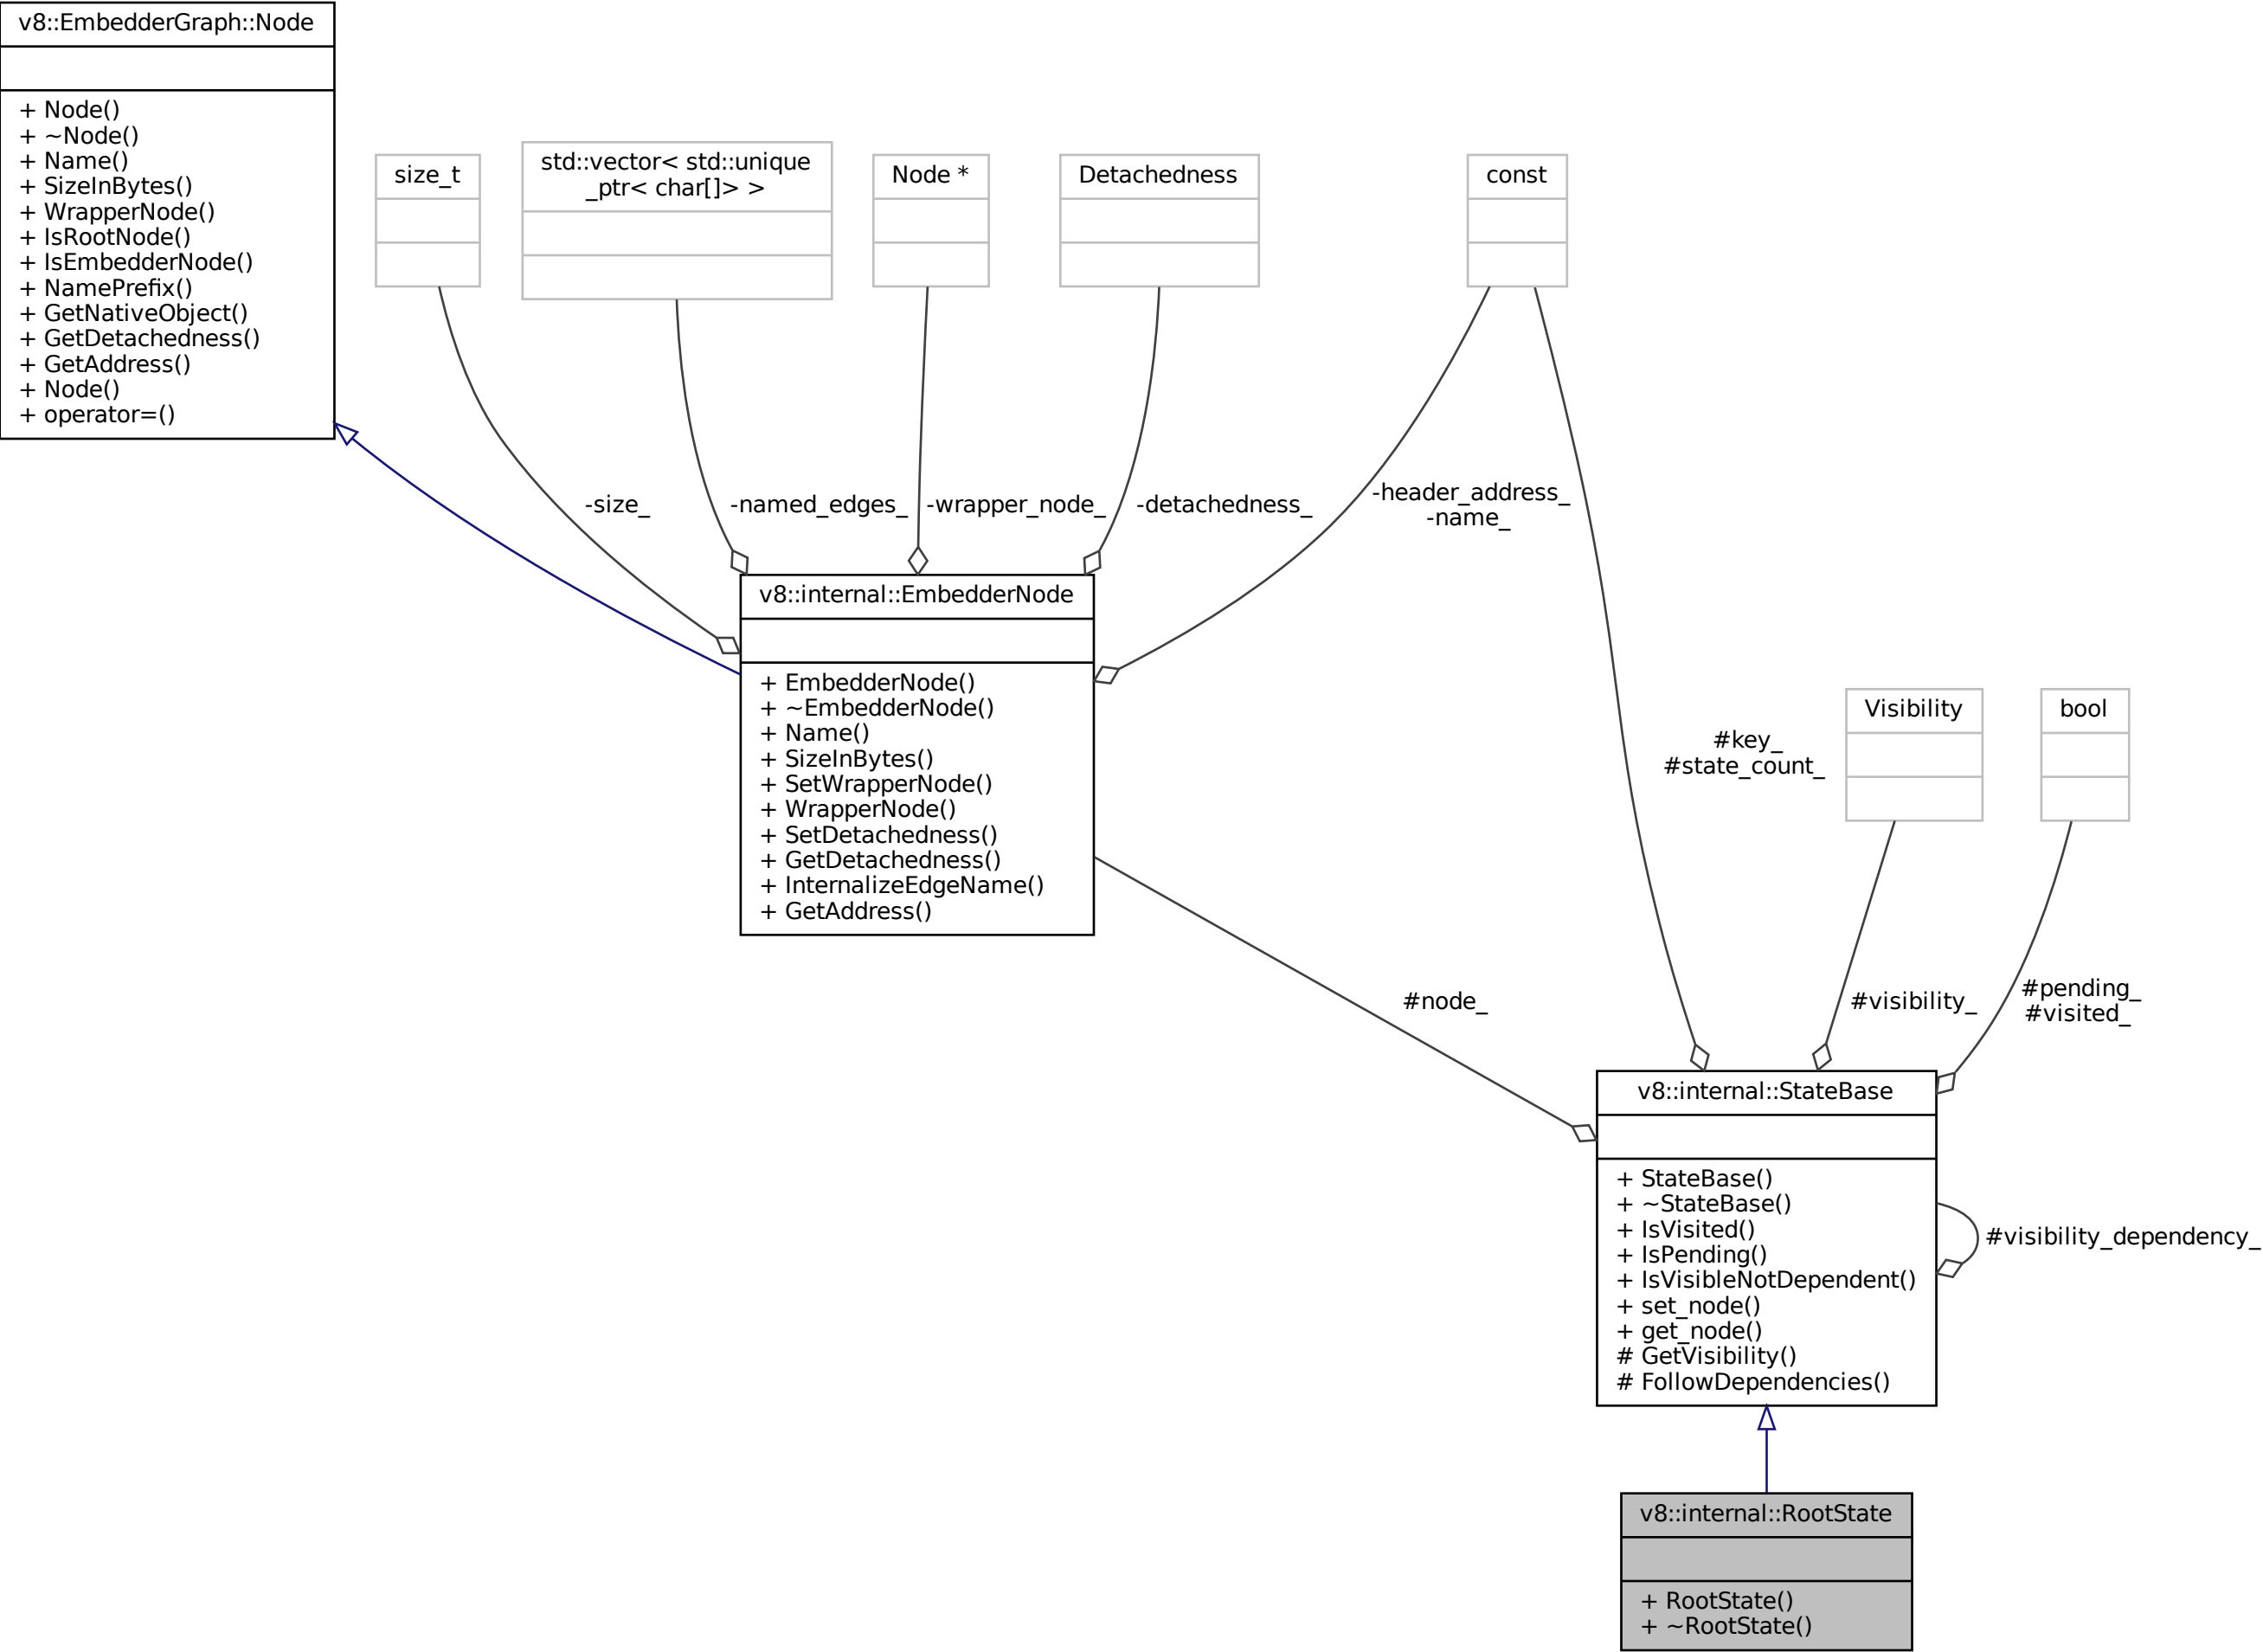 v8::EmbedderGraph::Node
+ Node()
+ ~Node()
+ Name()
+ SizeInBytes()
+ WrapperNode()
+ IsRootNode()
+ IsEmbedderNode()
+ NamePrefix()
+ GetNativeObject()
+ GetDetachedness()
+ GetAddress()
+ Node()
+ operator=()
size_t
std::vector< std::unique
_ptr< char[]> >
Node *
Detachedness
const
-size_
-named_edges_
-wrapper_node_
-detachedness_
-header_address_
-name_
v8::internal::EmbedderNode
+ EmbedderNode()
+ ~EmbedderNode()
+ Name()
+ SizeInBytes()
+ SetWrapperNode()
+ WrapperNode()
+ SetDetachedness()
+ GetDetachedness()
+ InternalizeEdgeName()
+ GetAddress()
#key_
#state_count_
Visibility
bool
#node_
#visibility_
#pending_
#visited_
v8::internal::StateBase
+ StateBase()
+ ~StateBase()
+ IsVisited()
+ IsPending()
+ IsVisibleNotDependent()
+ set_node()
+ get_node()
# GetVisibility()
# FollowDependencies()
#visibility_dependency_
v8::internal::RootState
+ RootState()
+ ~RootState()